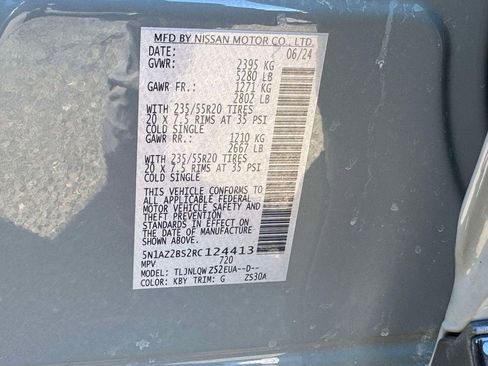 MFD BY NISSAN MOTOR CO., LTD.
DATE: 06/24
GVWR: 2395 KG
5280 LB
GAWR FR.: 1271 KG
2802 LB
WITH 235/55R20 TIRES
20 X 7.5 RIMS AT 35 PSI
COLD SINGLE
GAWR RR.: 1210 KG
2667 LB
WITH 235/55R20 TIRES
20 X 7.5 RIMS AT 35 PSI
COLD SINGLE
THIS VEHICLE CONFORMS TO
ALL APPLICABLE FEDERAL
MOTOR VEHICLE SAFETY AND
THEFT PREVENTION
STANDARDS IN EFFECT ON
THE DATE OF MANUFACTURE
SHOWN ABOVE.
5N1AZ2BS2RC124413
MPV 720
MODEL: TLJNLQWZ52EUA--D--
COLOR: KBY TRIM: G ZS30A